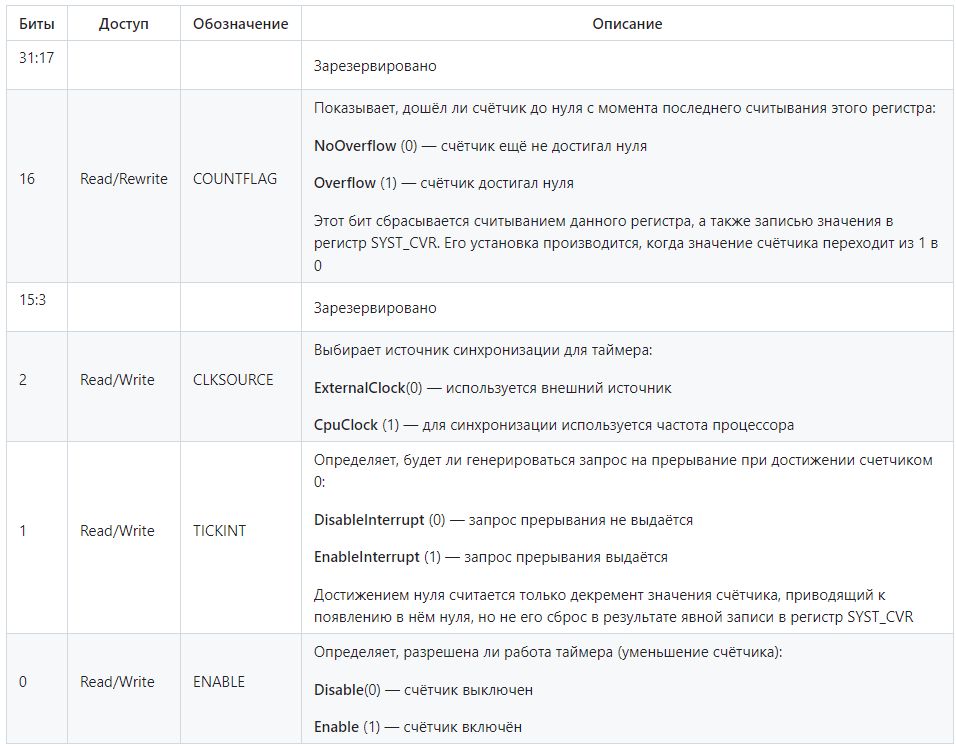 Биты Доступ Обозначение Описание
31:17
Зарезервировано
Показывает, дошёл ли счётчик до нуля с момента последнего считывания этого регистра:
NoOverflow (0) — счётчик ещё не достигал нуля
16 Read/Rewrite COUNTFLAG
Overflow (1) — счётчик достигал нуля
Этот бит сбрасывается считыванием данного регистра, а также записью значения в
регистр SYST_CVR. Его установка производится, когда значение счётчика переходит из 1 в
0
15:3
Зарезервировано
Выбирает источник синхронизации для таймера:
2 Read/Write CLKSOURCE
ExternalClock(0) — используется внешний источник
CpuClock (1) — для синхронизации используется частота процессора
Определяет, будет ли генерироваться запрос на прерывание при достижении счетчиком
0:
DisableInterrupt (0) — запрос прерывания не выдаётся
1 Read/Write TICKINT
EnableInterrupt (1) — запрос прерывания выдаётся
Достижением нуля считается только декремент значения счётчика, приводящий к
появлению в нём нуля, но не его сброс в результате явной записи в регистр SYST_CVR
Определяет, разрешена ли работа таймера (уменьшение счётчика):
0 Read/Write ENABLE
Disable(0) — счётчик выключен
Enable (1) — счётчик включён